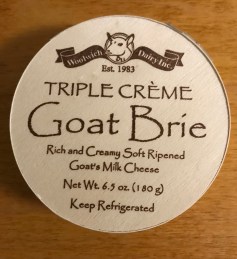 Woolwich Dairy Inc.
Est. 1983
TRIPLE CRÈME
Goat Brie
Rich and Creamy Soft Ripened
Goat's Milk Cheese
Net Wt. 6.5 oz. (180 g)
Keep Refrigerated